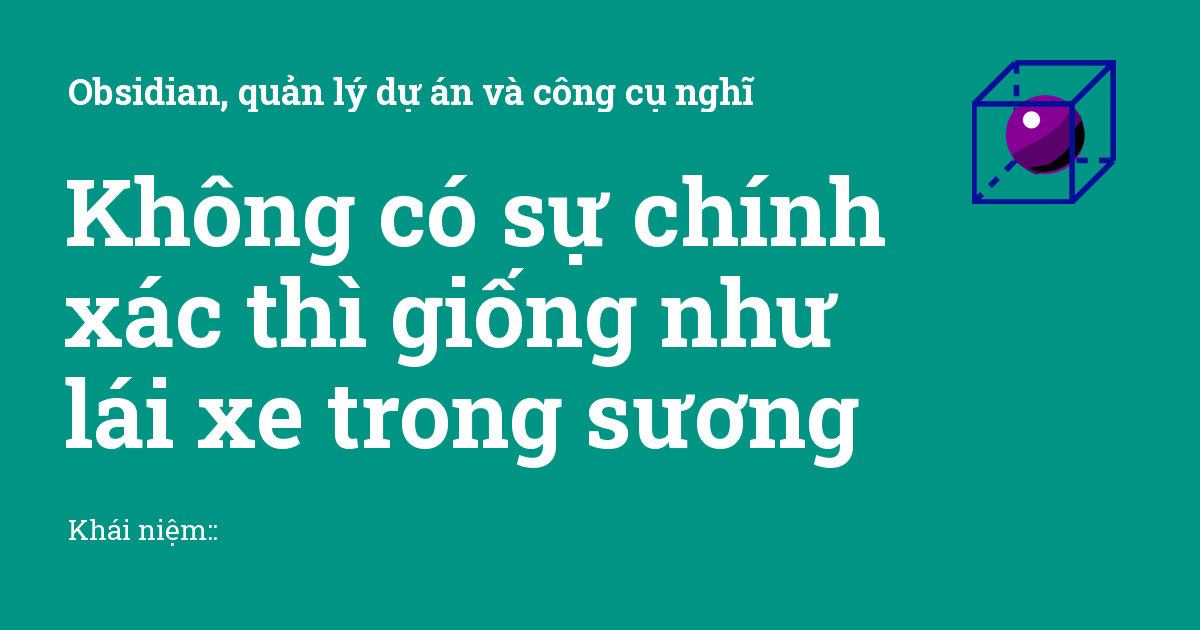 Obsidian, quản lý dự án và công cụ nghĩ
Không có sự chính
xác thì giống như
lái xe trong sương
Khái niệm::